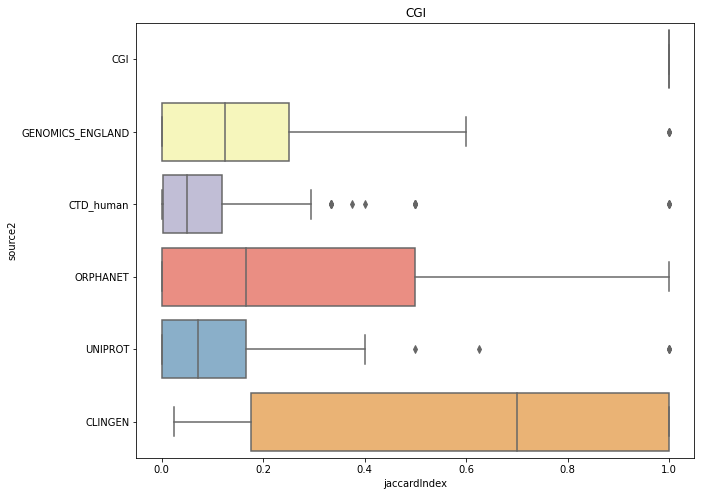 CGI
CGI
GENOMICS_ENGLAND
CTD_human
ORPHANET
UNIPROT
CLINGEN
source2
0.0 0.2 0.4 0.6 0.8 1.0
jaccardIndex